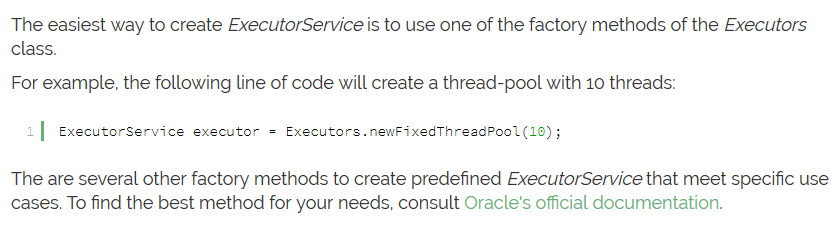 The easiest way to create ExecutorService is to use one of the factory methods of the Executors
class.
For example, the following line of code will create a thread-pool with 10 threads:
1 ExecutorService executor = Executors.newFixedThreadPool(10);
The are several other factory methods to create predefined ExecutorService that meet specific use
cases. To find the best method for your needs, consult Oracle's official documentation.